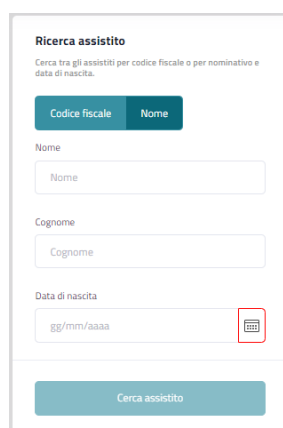 Ricerca assistito
Cerca tra gli assistiti per codice fiscale o per nominativo e
data di nascita.
Codice fiscale Nome
Nome
Nome
Cognome
Cognome
Data di nascita
gg/mm/aaaa
Cerca assistito